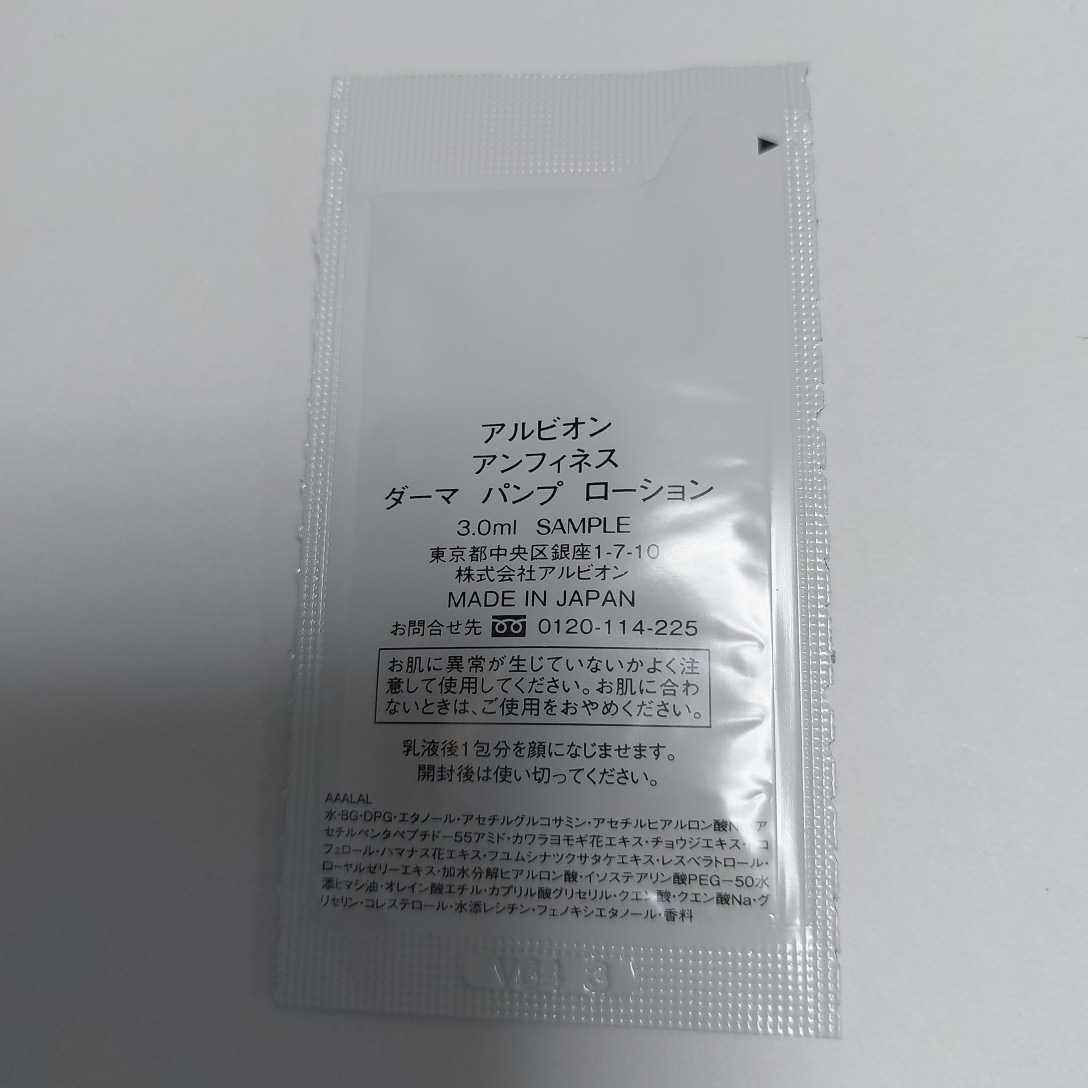 アルビオン
アンフィネス
ダーマ パンプ ローション
3.0ml SAMPLE
東京都中央区銀座1-7-10
株式会社アルビオン
MADE IN JAPAN
お問合せ先 0120-114-225
お肌に異常が生じていないかよく注
意して使用してください。お肌に合わ
ないときは、ご使用をおやめください。
乳液後1包分を顔になじませます。
開封後は使い切ってください。
AAALAL
水・BG・DPG・エタノール・アセチルグルコサミン・アセチルヒアルロン酸N ア
セチルペンタペプチドー55アミド・カワラヨモギ花エキス・チョウジエキス・ コ
フェロール・ハマナス花エキス・フユムシナツクサタケエキス・レスベラトロール・
ローヤルゼリーエキス・加水分解ヒアルロン酸・イソステアリン酸PEG－50水
添ヒマシ油・オレイン酸エチル・カプリル酸グリセリル・クエン酸・クエン酸Na・グ
リセリン・コレステロール・水添レシチン・フェノキシエタノール・香料